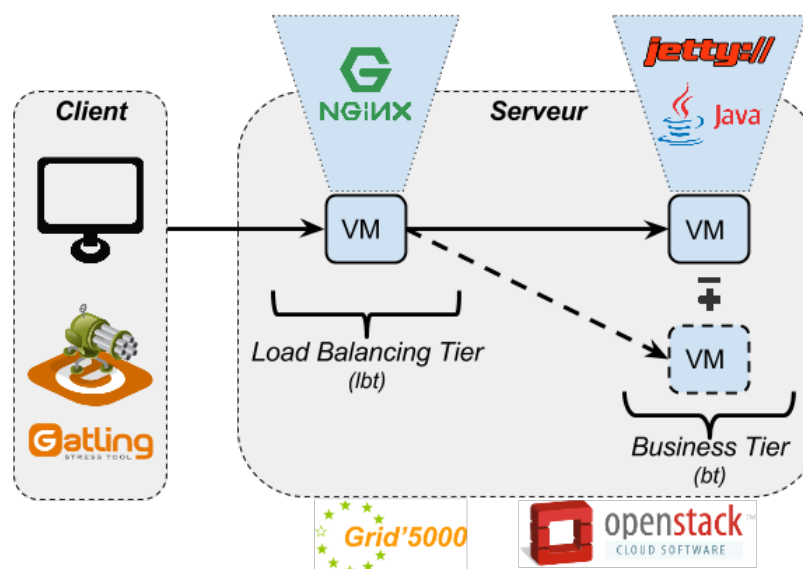 Client
Serveur
NGiNX
jetty://
Java
VM
VM
VM
Load Balancing Tier
(lbt)
Business Tier
(bt)
Gatling
STRESS TOOL
Grid'5000
openstack™
CLOUD SOFTWARE